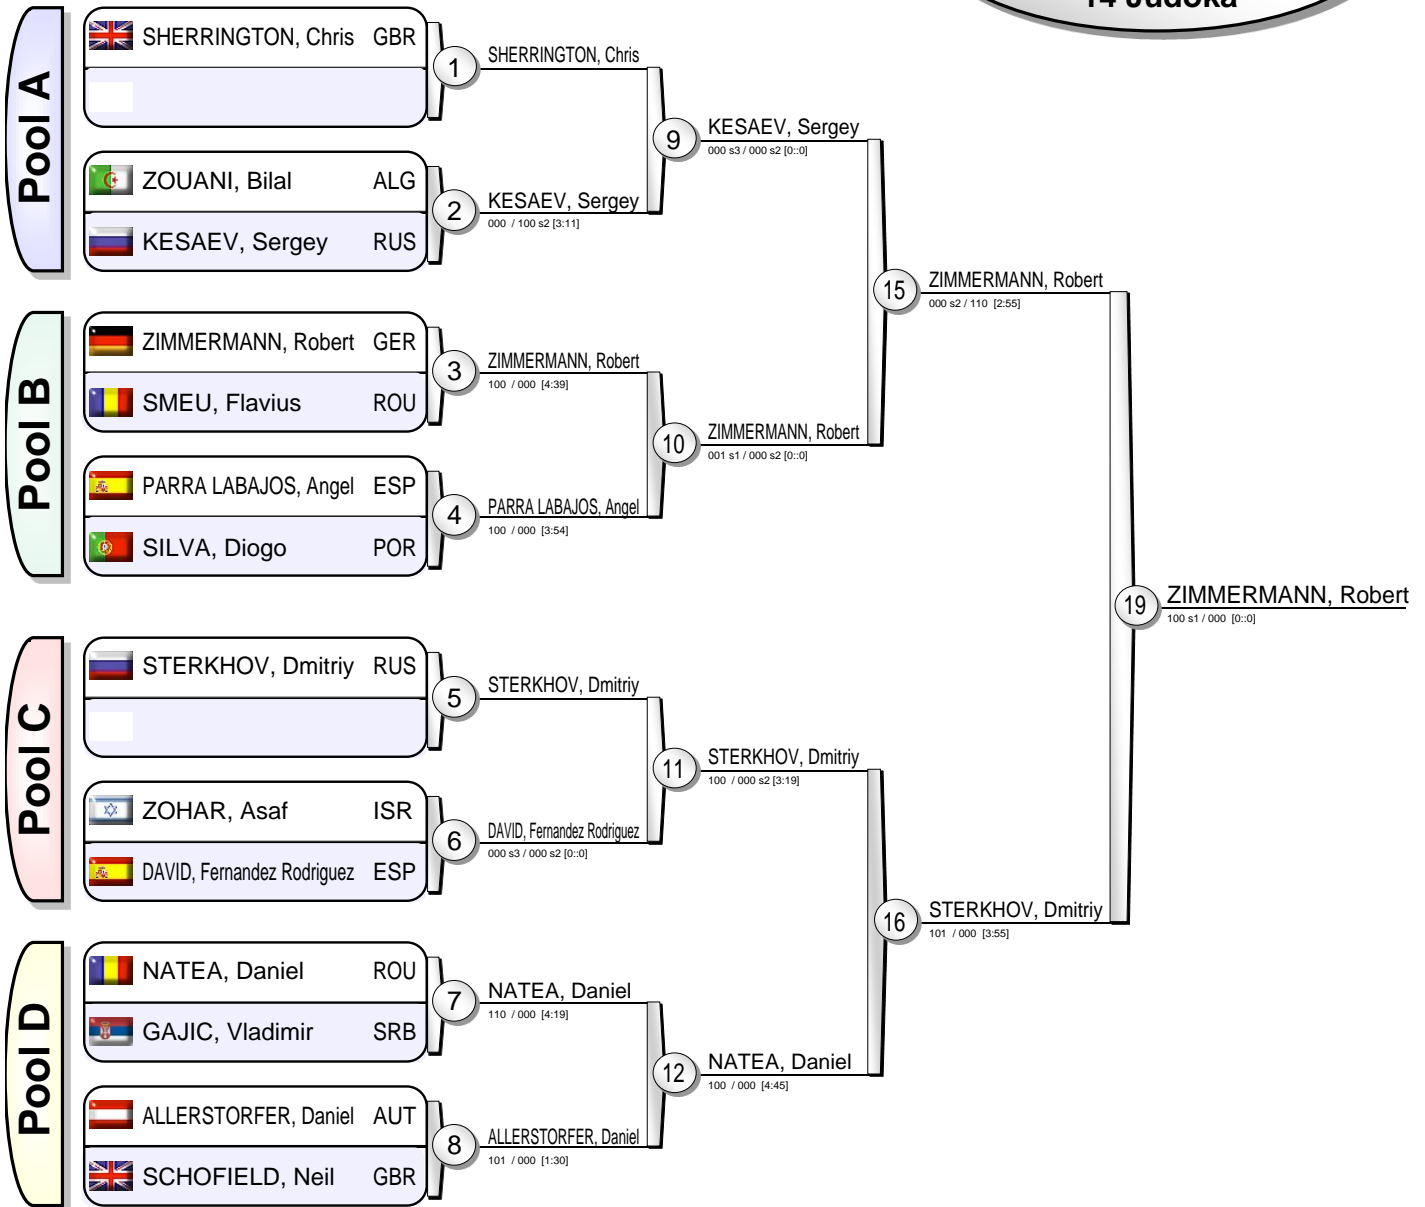 14 Judoka
Pool A
SHERRINGTON, Chris GBR
ZOUANI, Bilal ALG
KESAEV, Sergey RUS
1
SHERRINGTON, Chris
2
KESAEV, Sergey
000 / 100 s2 [3:11]
9
KESAEV, Sergey
000 s3 / 000 s2 [0::0]
Pool B
ZIMMERMANN, Robert GER
SMEU, Flavius ROU
PARRA LABAJOS, Angel ESP
SILVA, Diogo POR
3
ZIMMERMANN, Robert
100 / 000 [4:39]
4
PARRA LABAJOS, Angel
100 / 000 [3:54]
10
ZIMMERMANN, Robert
001 s1 / 000 s2 [0::0]
15
ZIMMERMANN, Robert
000 s2 / 110 [2:55]
Pool C
STERKHOV, Dmitriy RUS
ZOHAR, Asaf ISR
DAVID, Fernandez Rodriguez ESP
5
STERKHOV, Dmitriy
6
DAVID, Fernandez Rodriguez
000 s3 / 000 s2 [0::0]
11
STERKHOV, Dmitriy
100 / 000 s2 [3:19]
Pool D
NATEA, Daniel ROU
GAJIC, Vladimir SRB
ALLERSTORFER, Daniel AUT
SCHOFIELD, Neil GBR
7
NATEA, Daniel
110 / 000 [4:19]
8
ALLERSTORFER, Daniel
101 / 000 [1:30]
12
NATEA, Daniel
100 / 000 [4:45]
16
STERKHOV, Dmitriy
101 / 000 [3:55]
19
ZIMMERMANN, Robert
100 s1 / 000 [0::0]